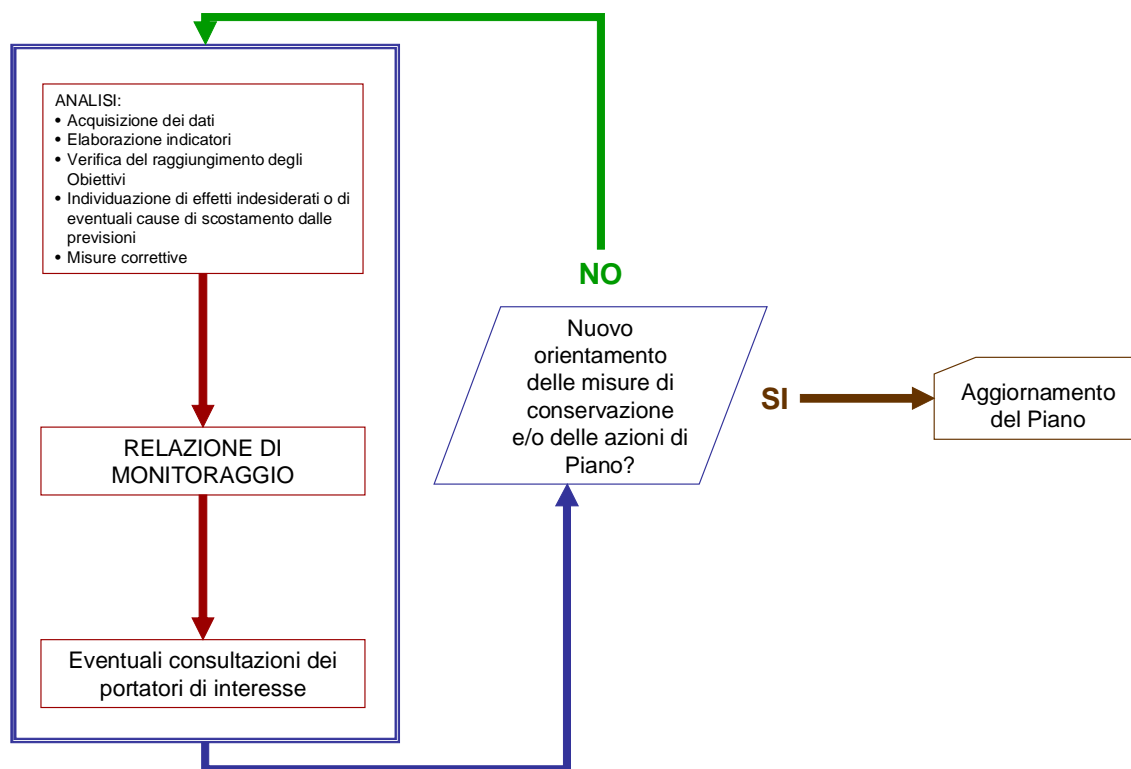 ANALISI:
• Acquisizione dei dati
• Elaborazione indicatori
• Verifica del raggiungimento degli
Obiettivi
• Individuazione di effetti indesiderati o di
eventuali cause di scostamento dalle
previsioni
• Misure correttive
RELAZIONE DI
MONITORAGGIO
Eventuali consultazioni dei
portatori di interesse
NO
Nuovo
orientamento
delle misure di
conservazione
e/o delle azioni di
Piano?
SI
Aggiornamento
del Piano